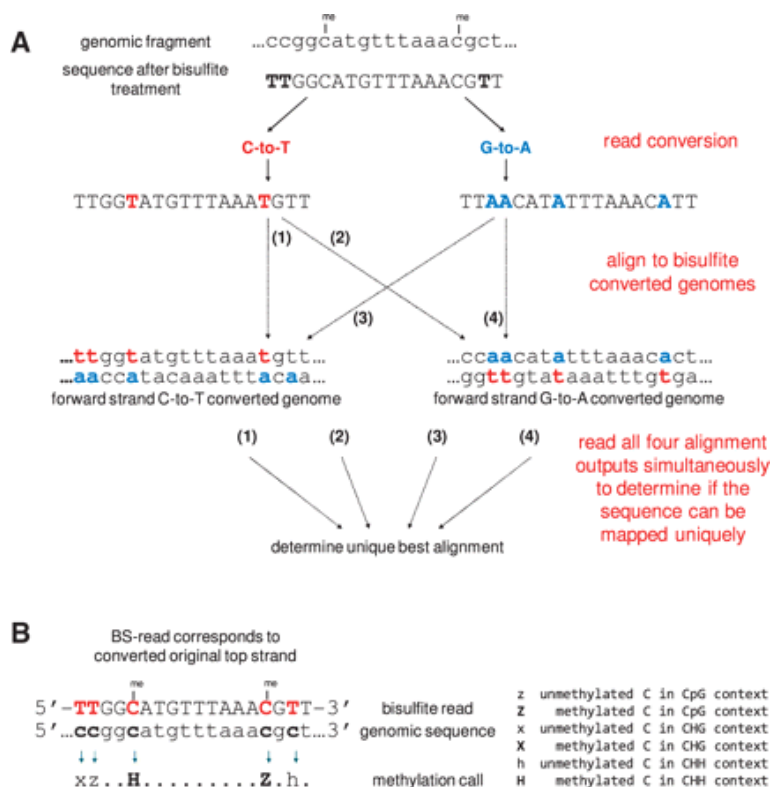 A
me me
genomic fragment …ccggcatgtttaaacgct…
sequence after bisulfite
treatment
TTGGCATGTTTAAACGTT
C-to-T G-to-A read conversion
TTGGTATGTTTAAATGTT TTAACATATTTAAACATT
(1) (2)
align to bisulfite
converted genomes
(3) (4)
…ttggtatgtttaaatgtt… …ccaacatatttaaacact…
aaccatacaaatttacaa… ggttgtataaatttgtga…
forward strand C-to-T converted genome forward strand G-to-A converted genome
(1) (2) (3) (4)
read all four alignment
outputs simultaneously
to determine if the
sequence can be
mapped uniquely
determine unique best alignment
B
BS-read corresponds to
converted original top strand
me me
5’-TTGGCATGTTTAAACGTT-3’ bisulfite read
5’…ccggcatgtttaaacgct… genomic sequence
xz..H.........Z.h. methylation call
z unmethylated C in CpG context
Z methylated C in CpG context
x unmethylated C in CHG context
X methylated C in CHG context
h unmethylated C in CHH context
H methylated C in CHH context